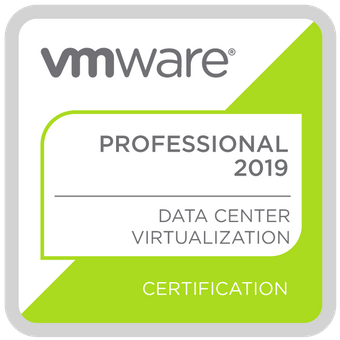 vmware®
PROFESSIONAL
2019
DATA CENTER
VIRTUALIZATION
CERTIFICATION